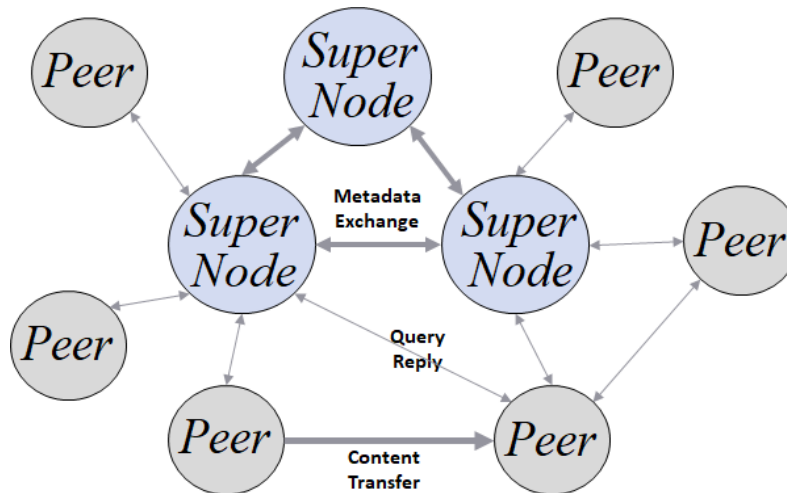 Peer
Super
Node
Peer
Super
Node
Metadata
Exchange
Super
Node
Peer
Peer
Query
Reply
Peer
Content
Transfer
Peer